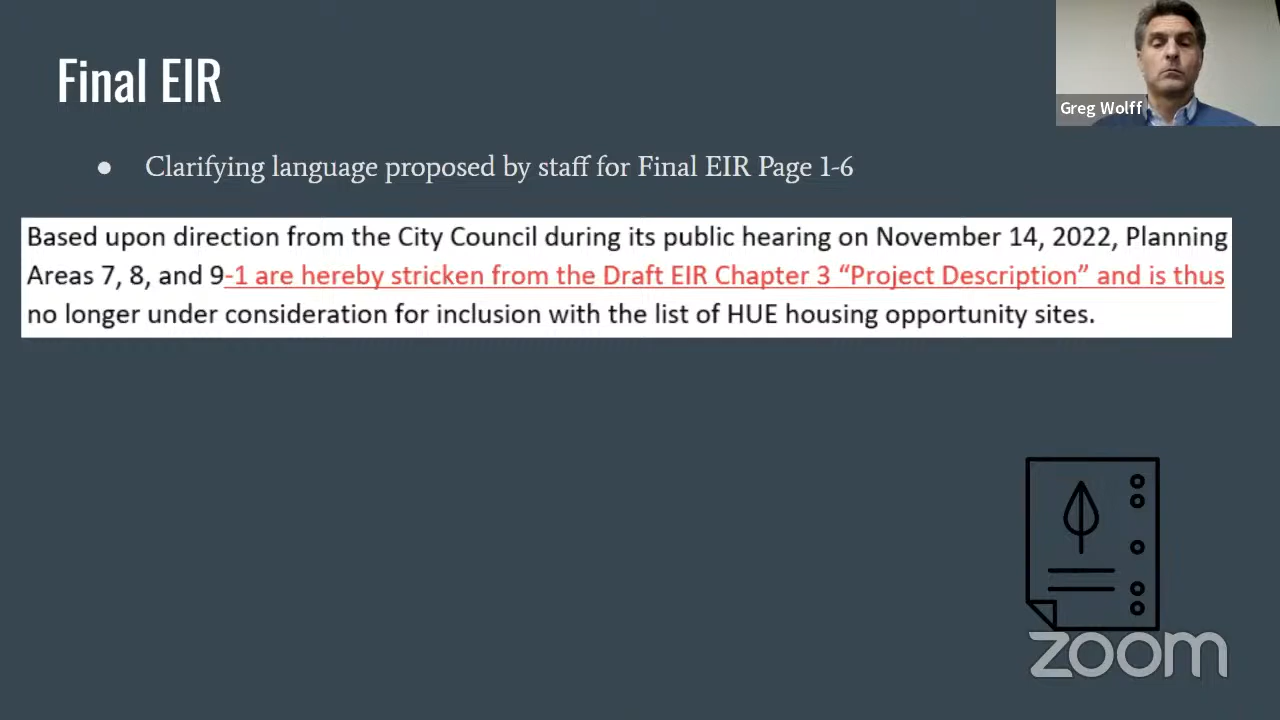 Final EIR
Greg Wolff
● Clarifying language proposed by staff for Final EIR Page 1-6
Based upon direction from the City Council during its public hearing on November 14, 2022, Planning
Areas 7, 8, and 9-1 are hereby stricken from the Draft EIR Chapter 3 “Project Description” and is thus
no longer under consideration for inclusion with the list of HUE housing opportunity sites.
zoom